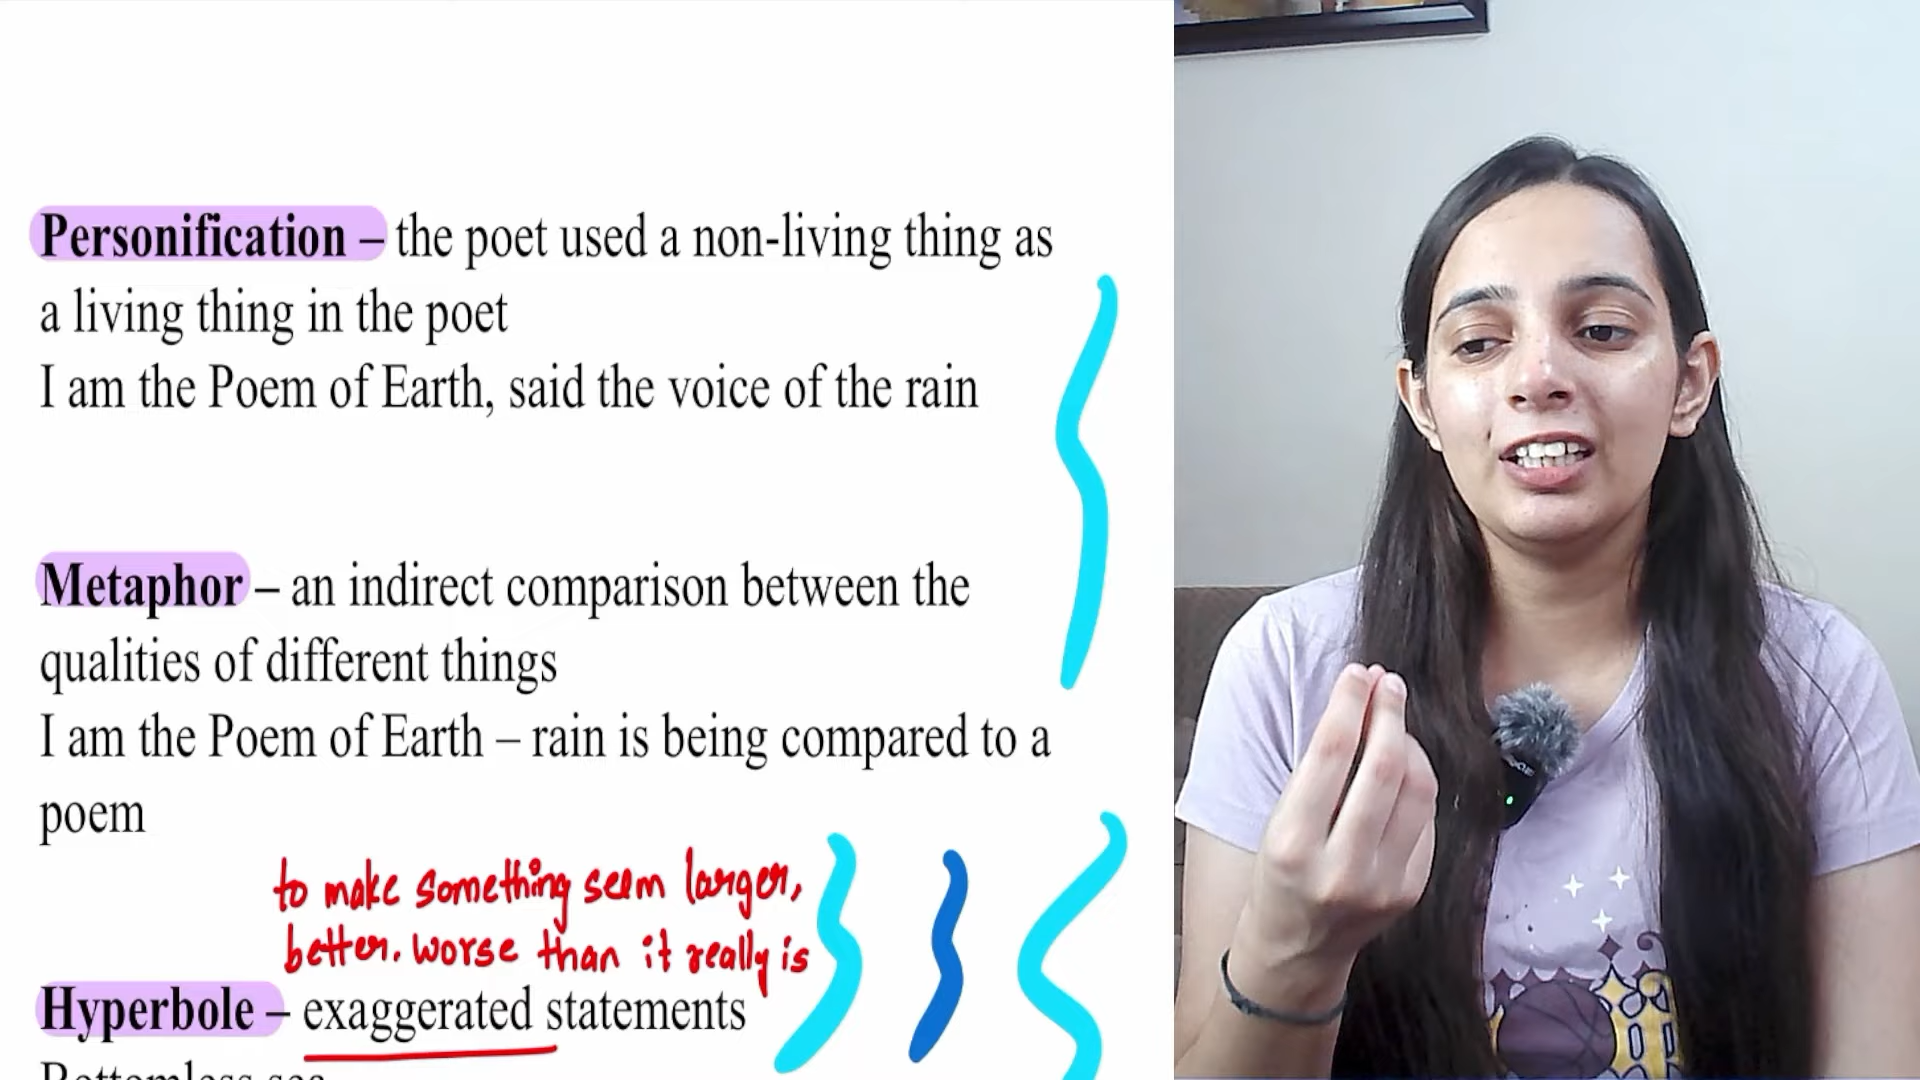 Personification – the poet used a non-living thing as
a living thing in the poet
I am the Poem of Earth, said the voice of the rain
Metaphor – an indirect comparison between the
qualities of different things
I am the Poem of Earth – rain is being compared to a
poem
to make something seem larger,
better. worse than it really is
Hyperbole – exaggerated statements
Bottomless sea